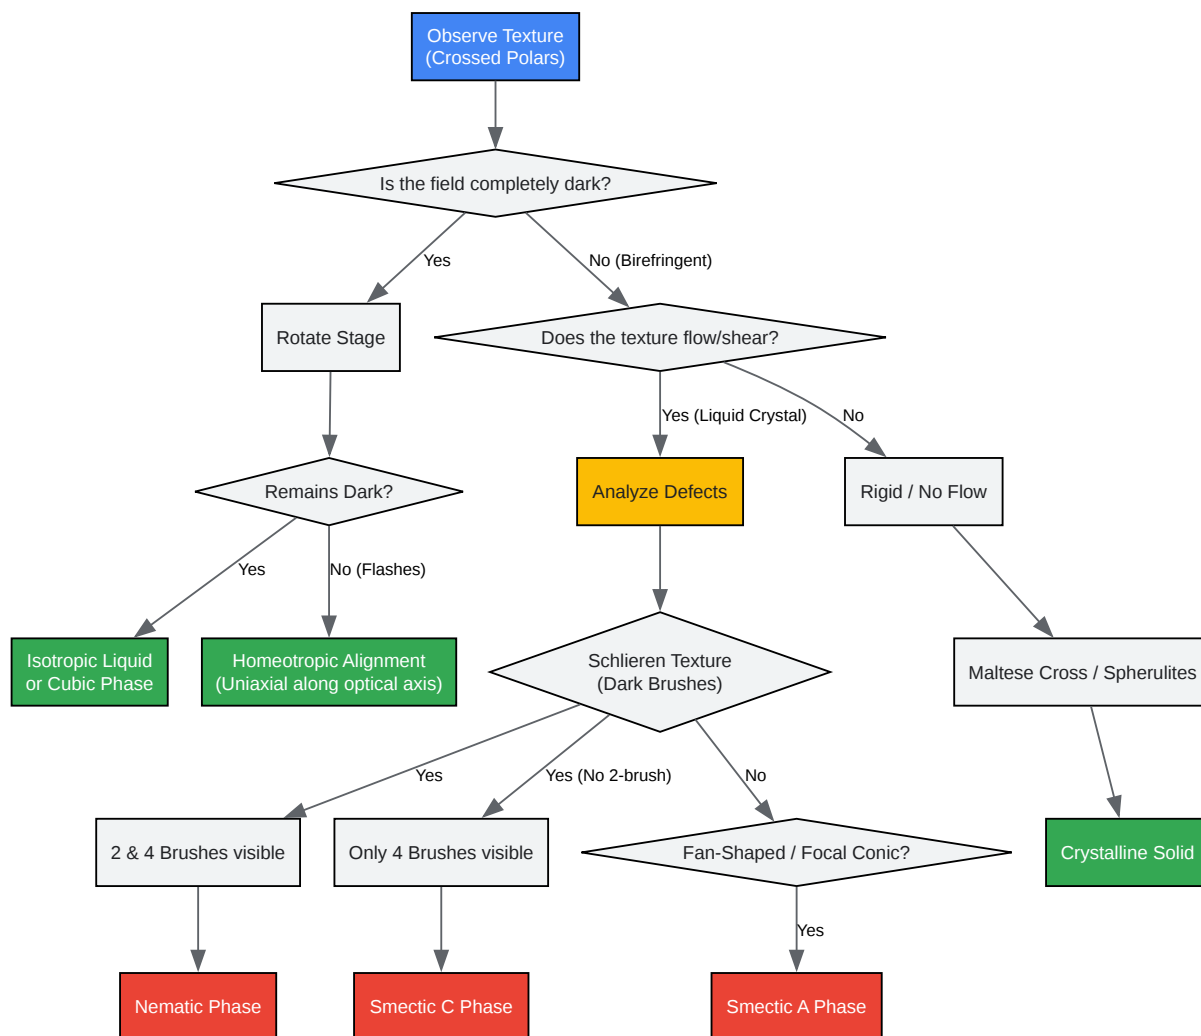 Observe Texture
(Crossed Polars)
Is the field completely dark?
Yes
No (Birefringent)
Rotate Stage
Does the texture flow/shear?
Yes (Liquid Crystal)
No
Remains Dark?
Analyze Defects
Rigid / No Flow
Yes
No (Flashes)
Isotropic Liquid
or Cubic Phase
Homeotropic Alignment
(Uniaxial along optical axis)
Schlieren Texture
(Dark Brushes)
Maltese Cross / Spherulites
Yes
Yes (No 2-brush)
No
2 & 4 Brushes visible
Only 4 Brushes visible
Fan-Shaped / Focal Conic?
Crystalline Solid
Yes
Nematic Phase
Smectic C Phase
Smectic A Phase